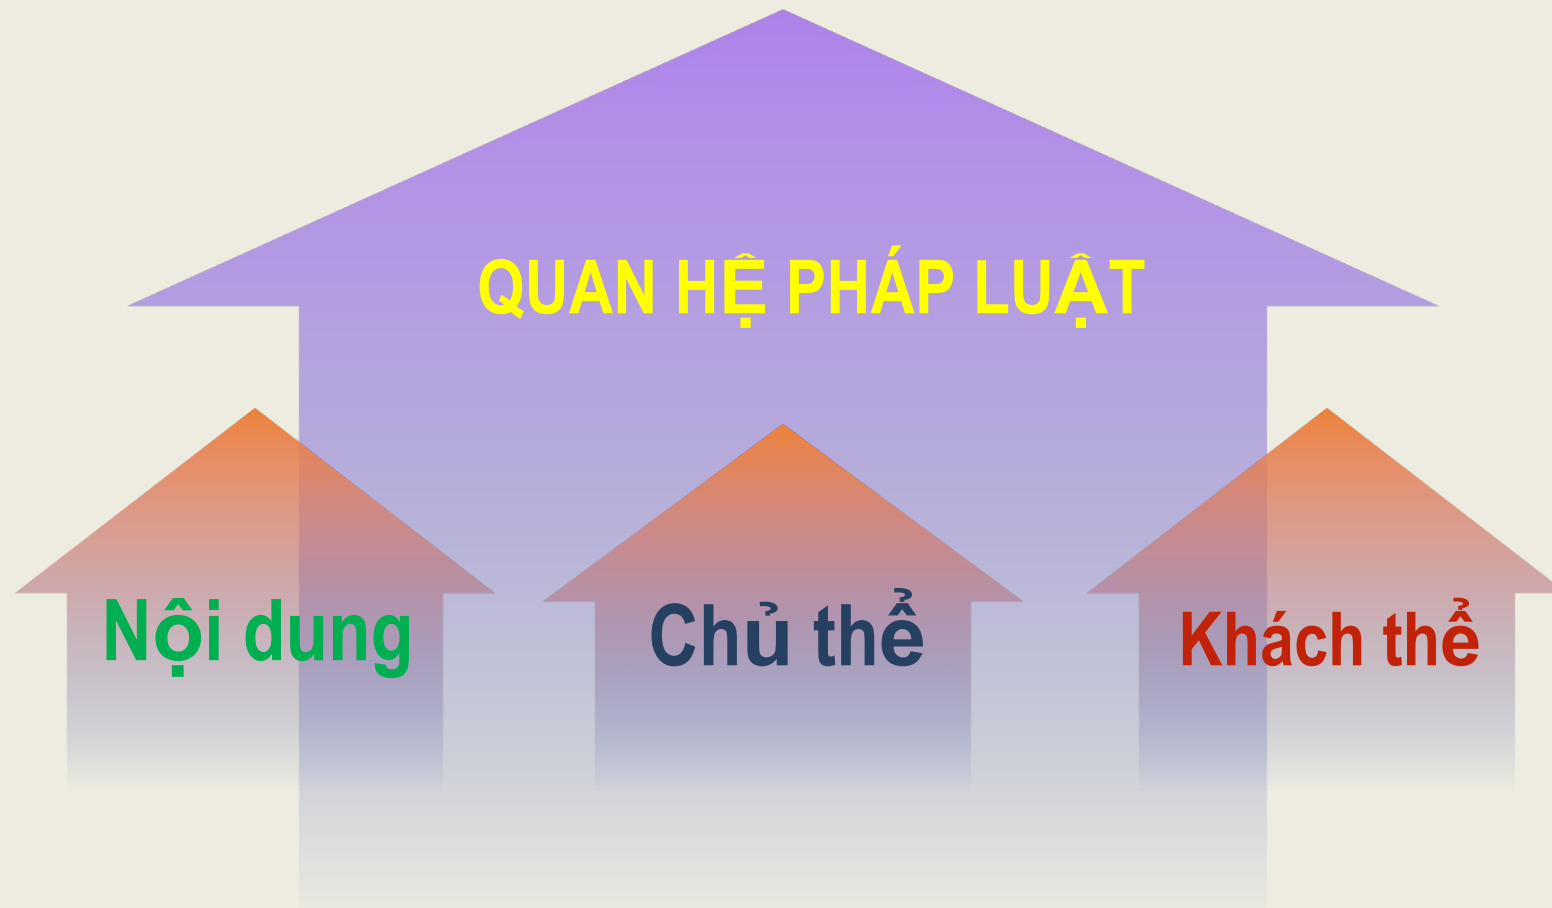 QUAN HỆ PHÁP LUẬT
Nội dung
Chủ thể
Khách thể